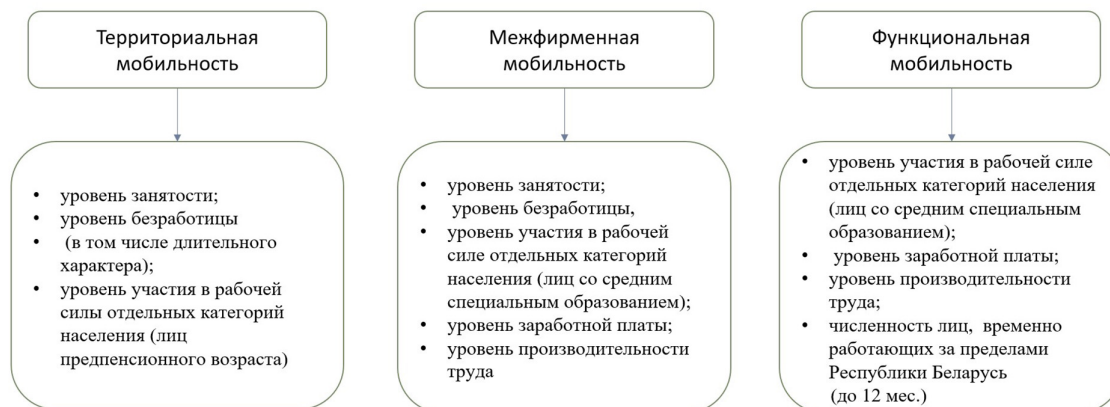 Территориальная
мобильность
• уровень занятости;
• уровень безработицы
• (в том числе длительного
характера);
• уровень участия в рабочей
силы отдельных категорий
населения (лиц
предпенсионного возраста)
Межфирменная
мобильность
• уровень занятости;
• уровень безработицы,
• уровень участия в рабочей
силе отдельных категорий
населения (лиц со средним
специальным образованием);
• уровень заработной платы;
• уровень производительности
труда
Функциональная
мобильность
• уровень участия в рабочей силе
отдельных категорий населения
(лиц со средним специальным
образованием);
• уровень заработной платы;
• уровень производительности
труда;
• численность лиц, временно
работающих за пределами
Республики Беларусь
(до 12 мес.)